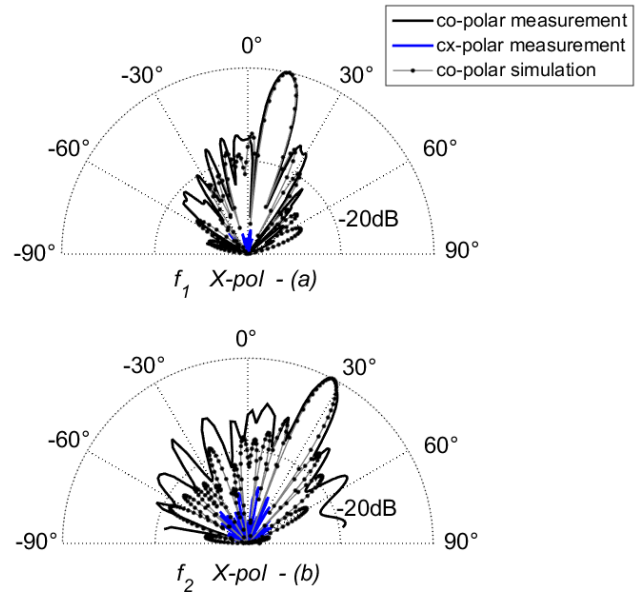 co-polar measurement
cx-polar measurement
co-polar simulation
0°
-30°
30°
-60°
60°
-20dB
-90°
90°
f1 X-pol - (a)
0°
-30°
30°
-60°
60°
-20dB
-90°
90°
f2 X-pol - (b)